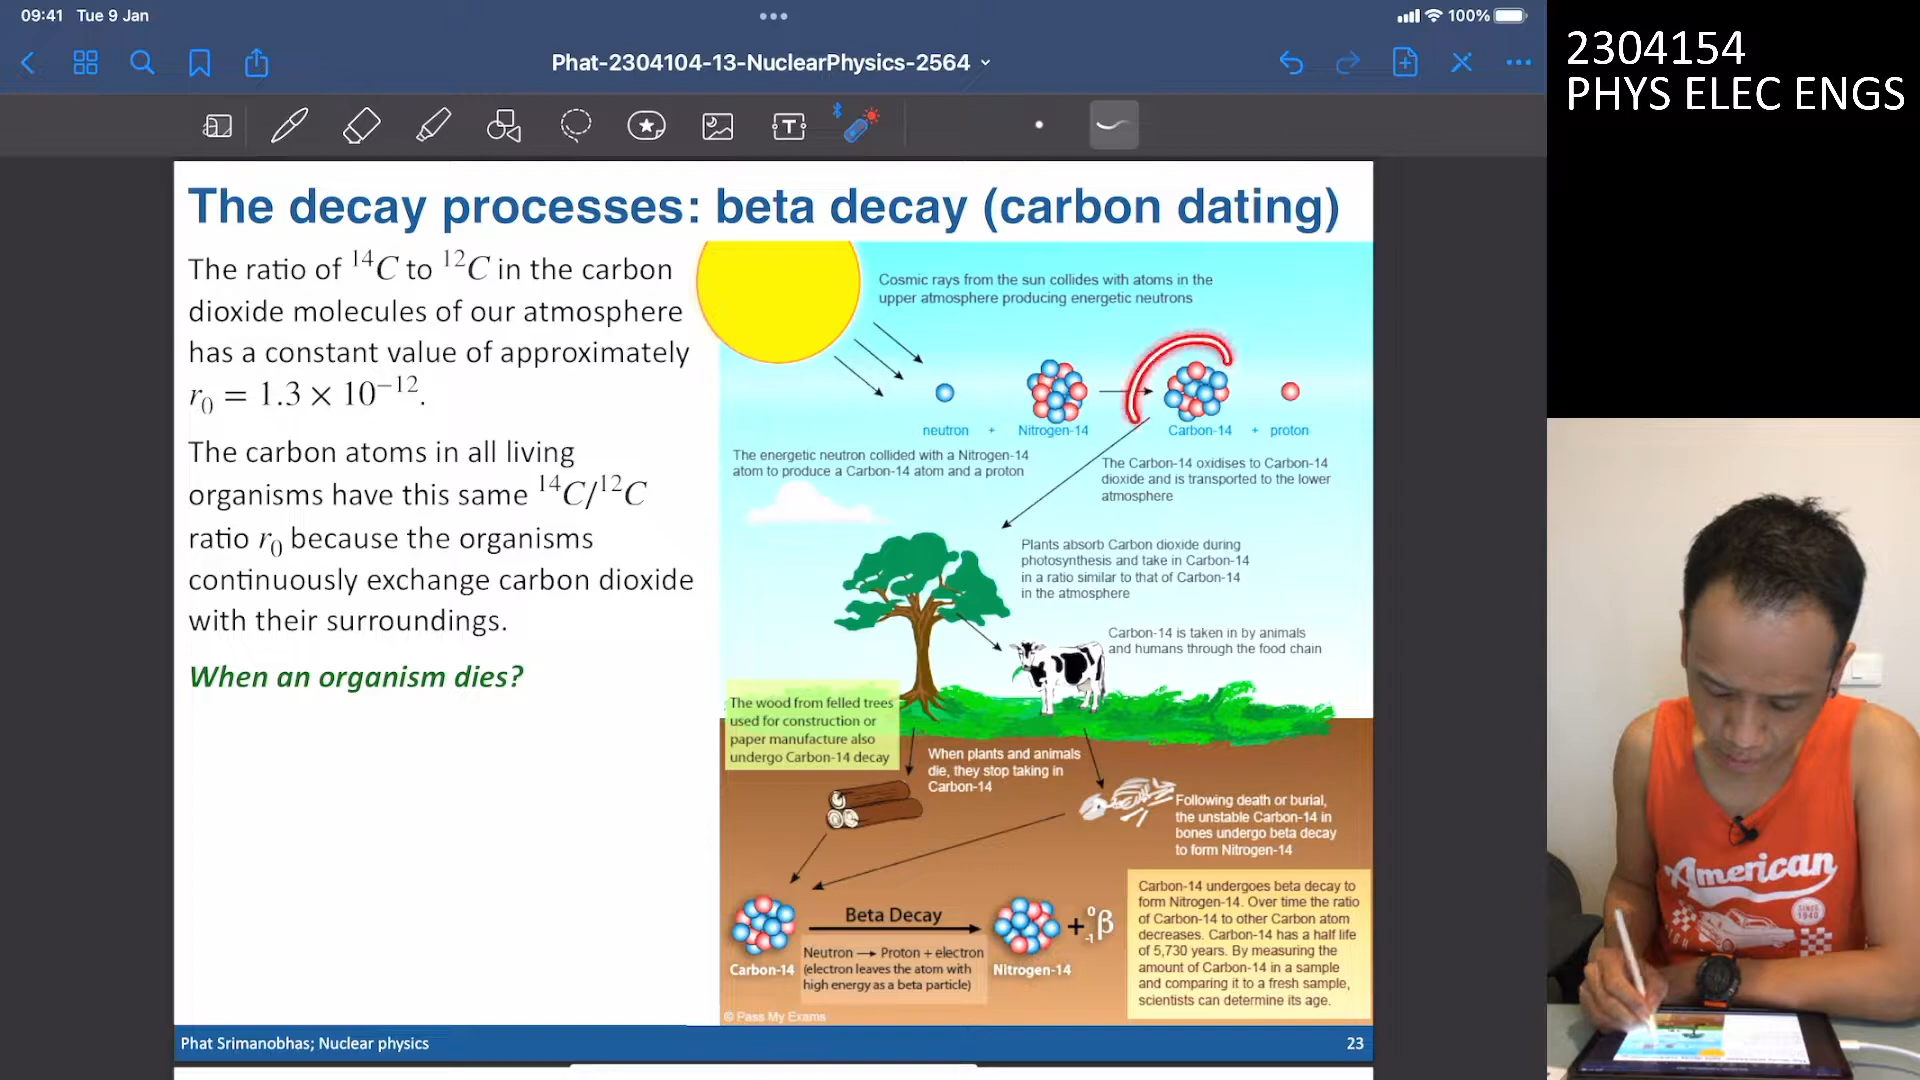 09:41 Tue 9 Jan
100%
Phat-2304104-13-NuclearPhysics-2564
2304154
PHYS ELEC ENGS
The decay processes: beta decay (carbon dating)
The ratio of ¹⁴C to ¹²C in the carbon
dioxide molecules of our atmosphere
has a constant value of approximately
r₀ = 1.3 × 10⁻¹².
The carbon atoms in all living
organisms have this same ¹⁴C/¹²C
ratio r₀ because the organisms
continuously exchange carbon dioxide
with their surroundings.
When an organism dies?
Cosmic rays from the sun collides with atoms in the
upper atmosphere producing energetic neutrons
neutron + Nitrogen-14 Carbon-14 + proton
The energetic neutron collided with a Nitrogen-14
atom to produce a Carbon-14 atom and a proton
The Carbon-14 oxidises to Carbon-14
dioxide and is transported to the lower
atmosphere
Plants absorb Carbon dioxide during
photosynthesis and take in Carbon-14
in a ratio similar to that of Carbon-14
in the atmosphere
Carbon-14 is taken in by animals
and humans through the food chain
The wood from felled trees
used for construction or
paper manufacture also
undergo Carbon-14 decay
When plants and animals
die, they stop taking in
Carbon-14
Following death or burial,
the unstable Carbon-14 in
bones undergo beta decay
to form Nitrogen-14
Beta Decay
+ ⁰₋₁β
Neutron → Proton + electron
(electron leaves the atom with
high energy as a beta particle)
Carbon-14
Nitrogen-14
Carbon-14 undergoes beta decay to
form Nitrogen-14. Over time the ratio
of Carbon-14 to other Carbon atom
decreases. Carbon-14 has a half life
of 5,730 years. By measuring the
amount of Carbon-14 in a sample
and comparing it to a fresh sample,
scientists can determine its age.
© Pass My Exams
Phat Srimanobhas; Nuclear physics
23
American
SINCE
1940